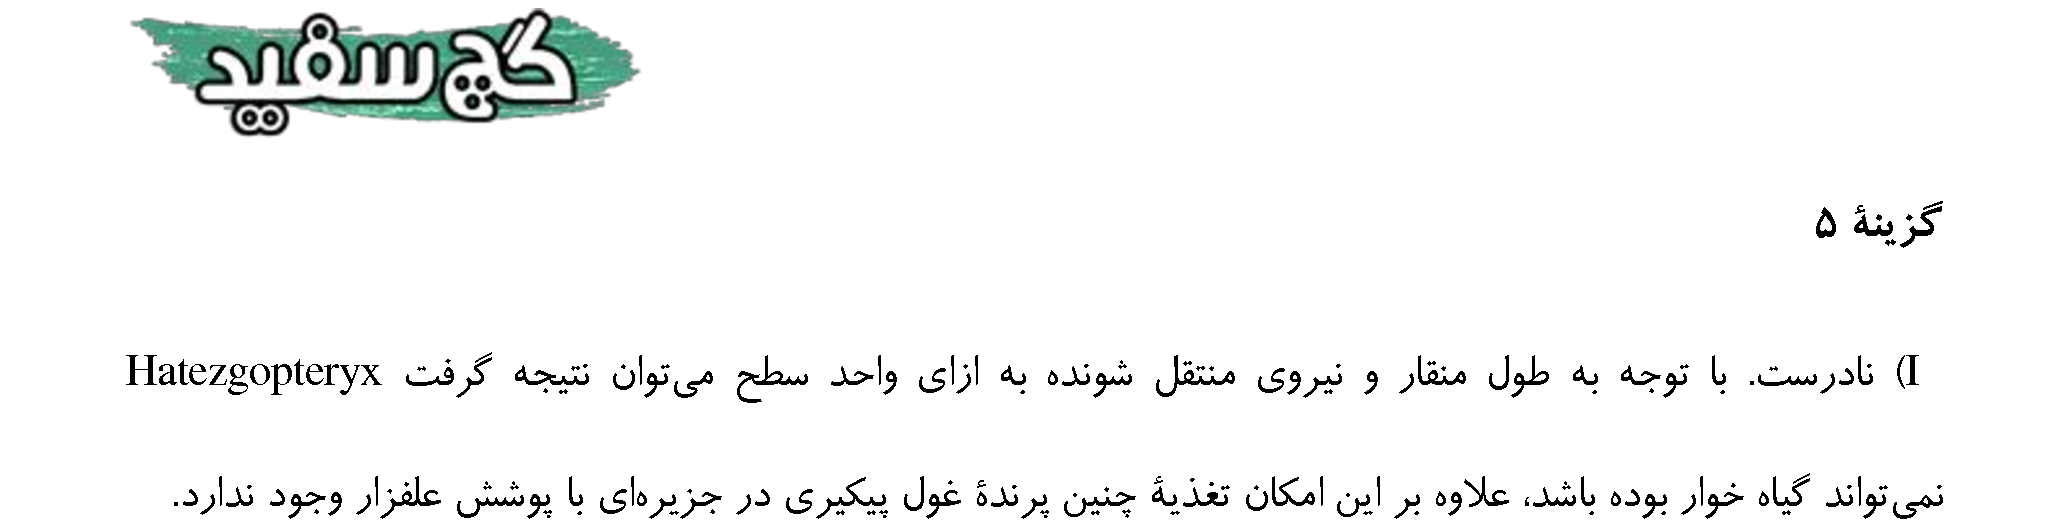 گچ سفید
گزینهٔ ۵
I) نادرست. با توجه به طول منقار و نیروی منتقل شونده به ازای واحد سطح می‌توان نتیجه گرفت Hatezgopteryx
نمی‌تواند گیاه خوار بوده باشد، علاوه بر این امکان تغذیهٔ چنین پرندهٔ غول پیکیری در جزیره‌ای با پوشش علفزار وجود ندارد.